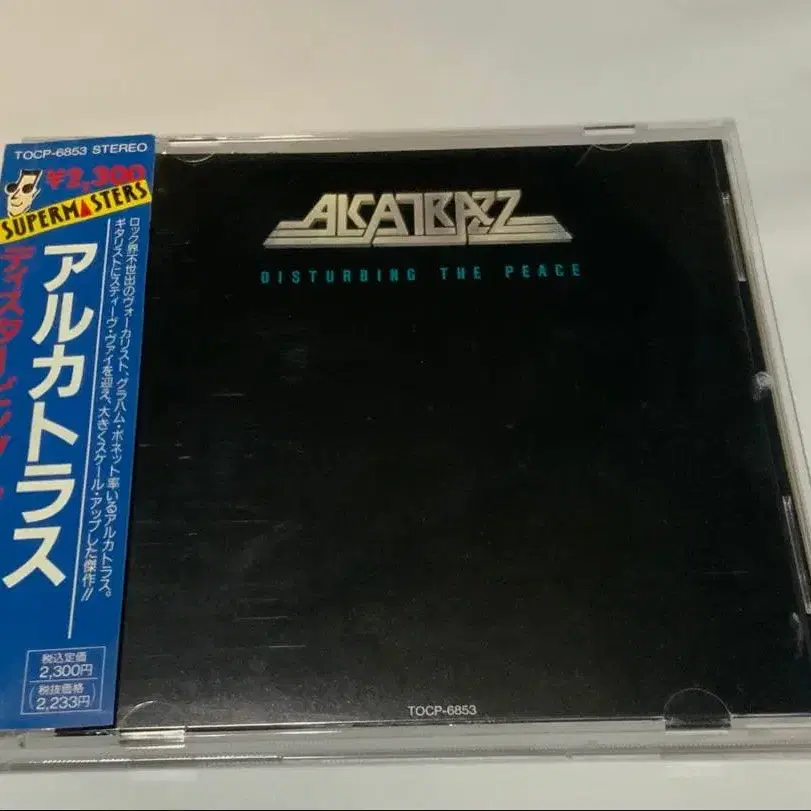 TOCP-6853 STEREO
¥2,300
SUPERMASTERS
アルカトラス
ロック界不世出のヴォーカリスト、グラハム・ボネット率いるアルカトラス。
ギタリストにスティーヴ・ヴァイを迎え、大きくスケール・アップした傑作!!
税込定価
2,300円
税抜価格
2,233円
ALCATRAZZ
DISTURBING THE PEACE
TOCP-6853